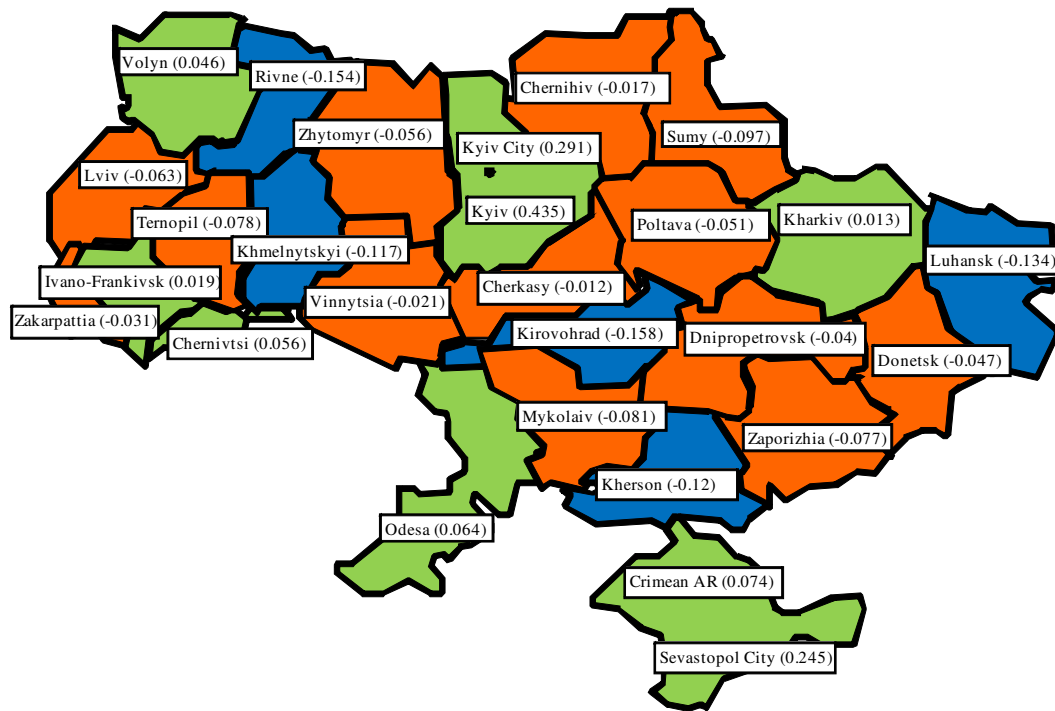 Volyn (0.046)
Rivne (-0.154)
Chernihiv (-0.017)
Zhytomyr (-0.056)
Sumy (-0.097)
Kyiv City (0.291)
Lviv (-0.063)
Kyiv (0.435)
Ternopil (-0.078)
Poltava (-0.051)
Kharkiv (0.013)
Khmelnytskyi (-0.117)
Luhansk (-0.134)
Ivano-Frankivsk (0.019)
Vinnytsia (-0.021)
Cherkasy (-0.012)
Zakarpattia (-0.031)
Chernivtsi (0.056)
Kirovohrad (-0.158)
Dnipropetrovsk (-0.04)
Donetsk (-0.047)
Mykolaiv (-0.081)
Zaporizhia (-0.077)
Kherson (-0.12)
Odesa (0.064)
Crimean AR (0.074)
Sevastopol City (0.245)